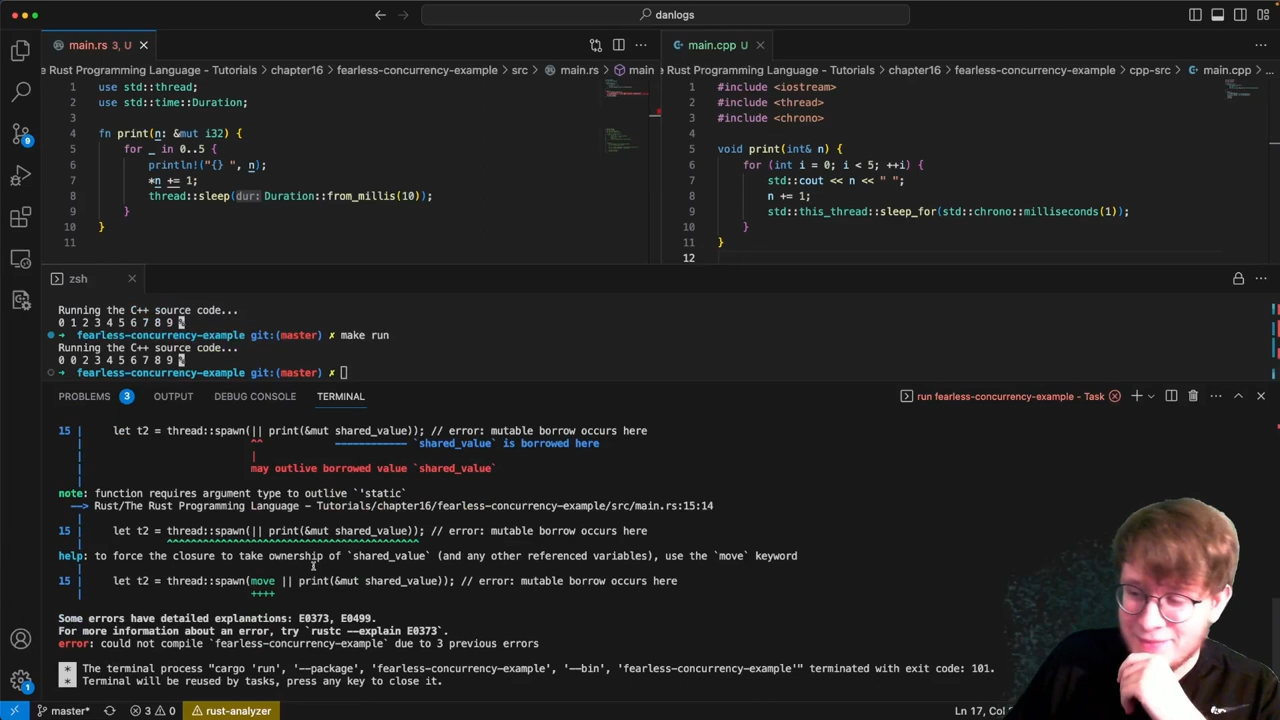 danlogs
main.rs 3, U
main.cpp U
e Rust Programming Language – Tutorials > chapter16 > fearless-concurrency-example > src > main.rs > main
Rust Programming Language – Tutorials > chapter16 > fearless-concurrency-example > cpp-src > main.cpp > ...
1 use std::thread;
2 use std::time::Duration;
3
4 fn print(n: &mut i32) {
5 for _ in 0..5 {
6 println!("{} ", n);
7 *n += 1;
8 thread::sleep(dur: Duration::from_millis(10));
9 }
10 }
11
1 #include <iostream>
2 #include <thread>
3 #include <chrono>
4
5 void print(int& n) {
6 for (int i = 0; i < 5; ++i) {
7 std::cout << n << " ";
8 n += 1;
9 std::this_thread::sleep_for(std::chrono::milliseconds(1));
10 }
11 }
12
zsh
Running the C++ source code...
0 1 2 3 4 5 6 7 8 9 %
➜ fearless-concurrency-example git:(master) ✗ make run
Running the C++ source code...
0 0 2 3 4 5 6 7 8 9 %
➜ fearless-concurrency-example git:(master) ✗
PROBLEMS 3 OUTPUT DEBUG CONSOLE TERMINAL
run fearless-concurrency-example - Task
15 | let t2 = thread::spawn(|| print(&mut shared_value)); // error: mutable borrow occurs here
| ^^ ------------ `shared_value` is borrowed here
| |
| may outlive borrowed value `shared_value`
|
note: function requires argument type to outlive `'static`
--> Rust/The Rust Programming Language – Tutorials/chapter16/fearless-concurrency-example/src/main.rs:15:14
|
15 | let t2 = thread::spawn(|| print(&mut shared_value)); // error: mutable borrow occurs here
| ^^^^^^^^^^^^^^^^^^^^^^^^^^^^^^^^^^^^^^^^^^
help: to force the closure to take ownership of `shared_value` (and any other referenced variables), use the `move` keyword
|
15 | let t2 = thread::spawn(move || print(&mut shared_value)); // error: mutable borrow occurs here
| ++++
Some errors have detailed explanations: E0373, E0499.
For more information about an error, try `rustc --explain E0373`.
error: could not compile `fearless-concurrency-example` due to 3 previous errors
* The terminal process "cargo 'run', '--package', 'fearless-concurrency-example', '--bin', 'fearless-concurrency-example'" terminated with exit code: 101.
* Terminal will be reused by tasks, press any key to close it.
master* 3 0 rust-analyzer
Ln 17,